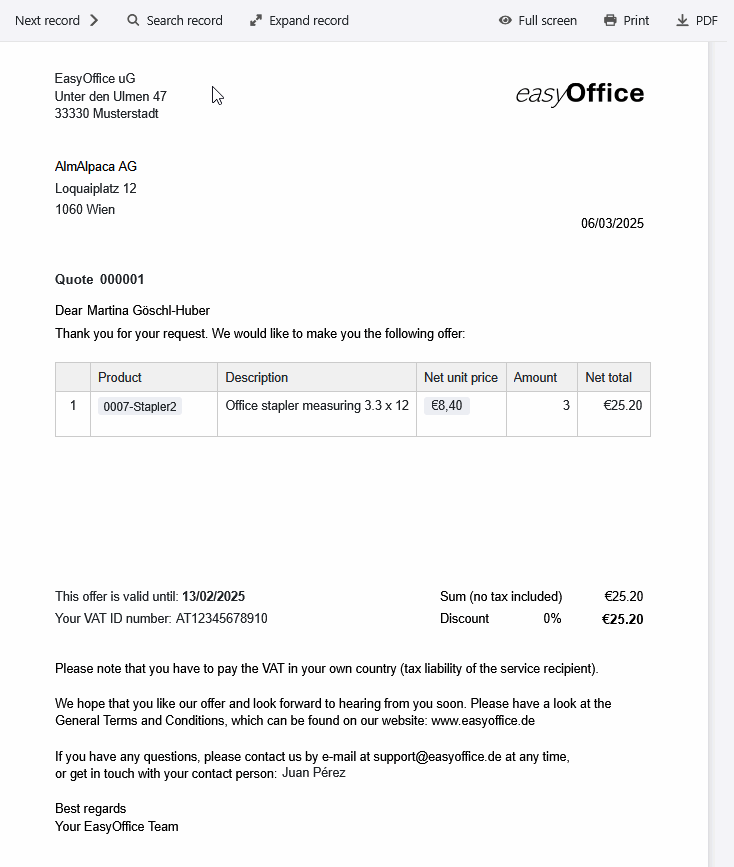 Next record Search record Expand record Full screen Print PDF
EasyOffice uG
Unter den Ulmen 47
33330 Musterstadt
easyOffice
AlmAlpaca AG
Loquaiplatz 12
1060 Wien
06/03/2025
Quote 000001
Dear Martina Göschl-Huber
Thank you for your request. We would like to make you the following offer:
Product Description Net unit price Amount Net total
1 0007-Stapler2 Office stapler measuring 3.3 x 12 €8,40 3 €25.20
This offer is valid until: 13/02/2025 Sum (no tax included) €25.20
Your VAT ID number: AT12345678910 Discount 0% €25.20
Please note that you have to pay the VAT in your own country (tax liability of the service recipient).
We hope that you like our offer and look forward to hearing from you soon. Please have a look at the
General Terms and Conditions, which can be found on our website: www.easyoffice.de
If you have any questions, please contact us by e-mail at support@easyoffice.de at any time,
or get in touch with your contact person: Juan Pérez
Best regards
Your EasyOffice Team